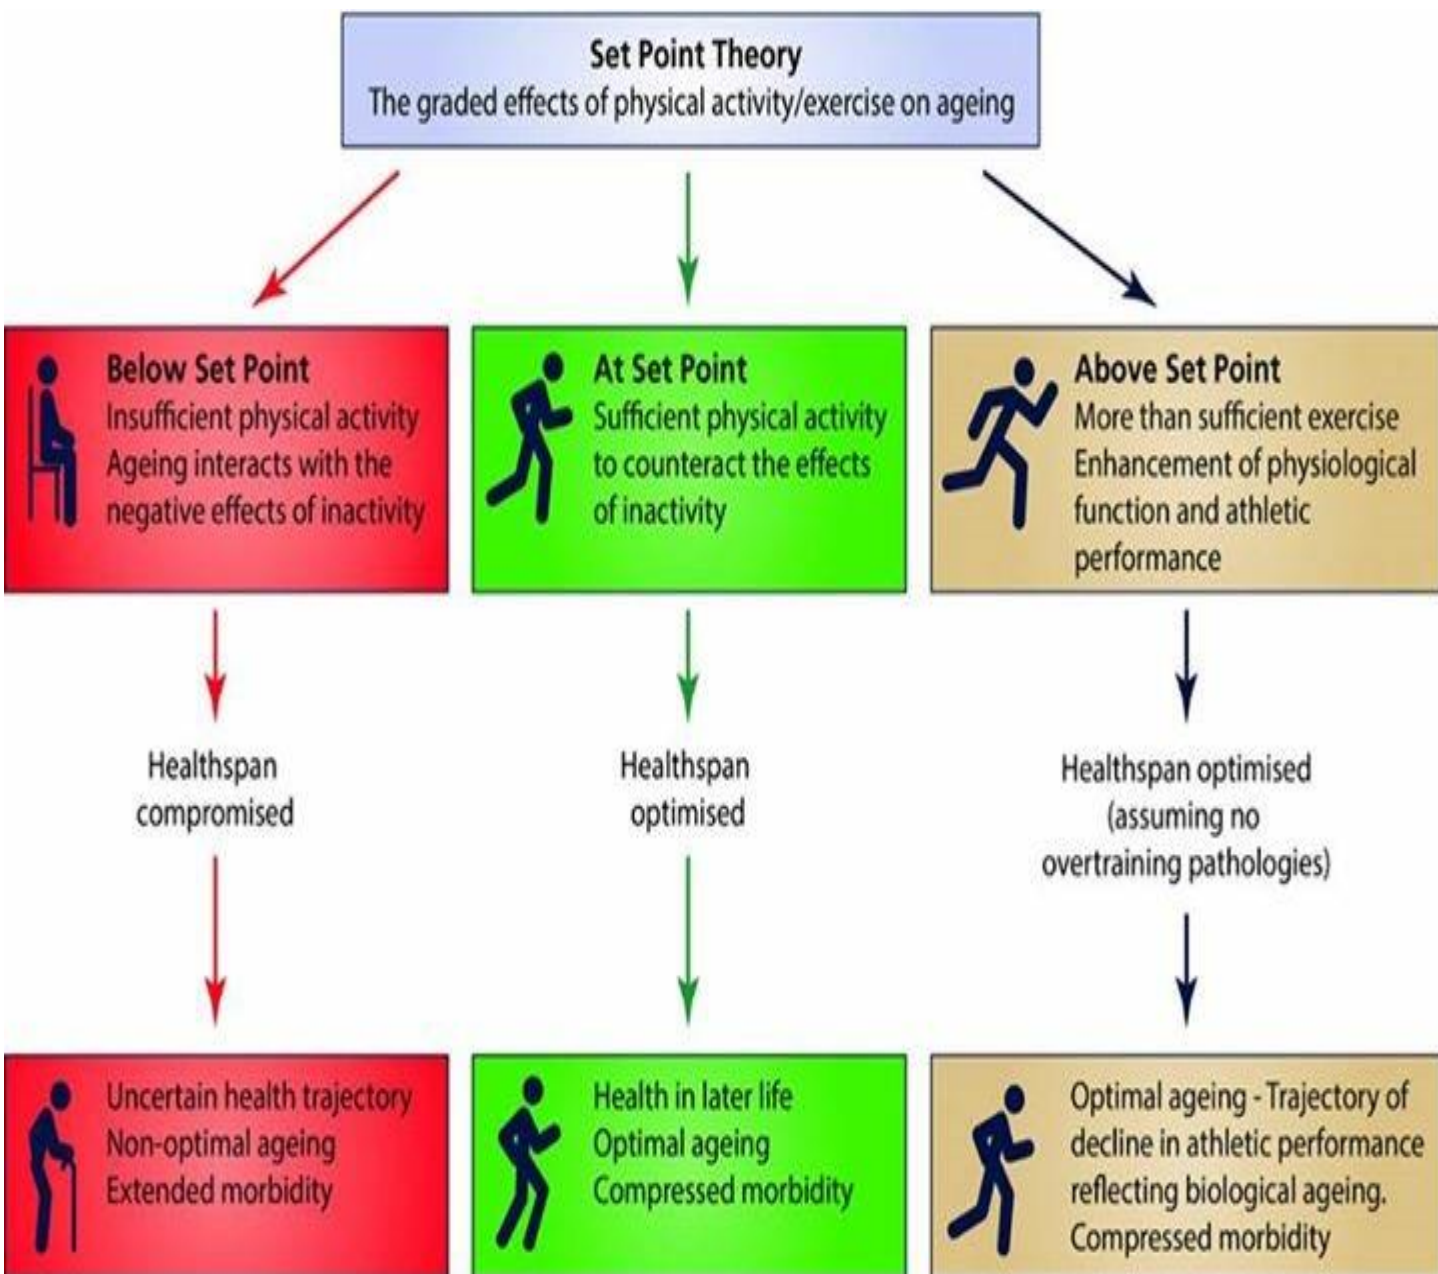 Set Point Theory
The graded effects of physical activity/exercise on ageing
Below Set Point
Insufficient physical activity
Ageing interacts with the
negative effects of inactivity
At Set Point
Sufficient physical activity
to counteract the effects
of inactivity
Above Set Point
More than sufficient exercise
Enhancement of physiological
function and athletic
performance
Healthspan
compromised
Healthspan
optimised
Healthspan optimised
(assuming no
overtraining pathologies)
Uncertain health trajectory
Non-optimal ageing
Extended morbidity
Health in later life
Optimal ageing
Compressed morbidity
Optimal ageing - Trajectory of
decline in athletic performance
reflecting biological ageing.
Compressed morbidity